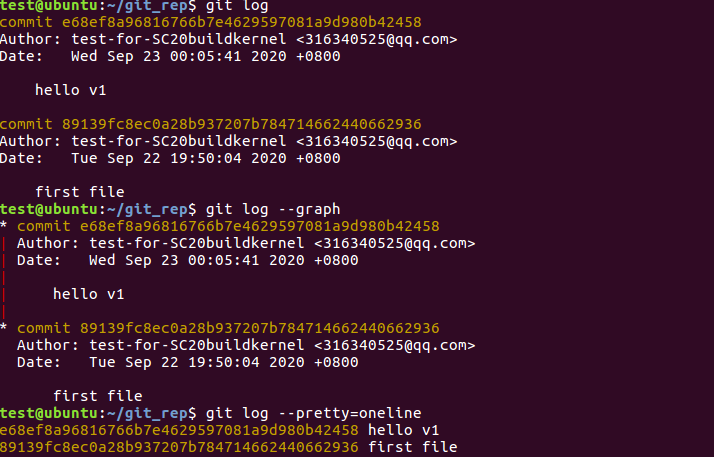 test@ubuntu:~/git_rep$ git log
commit e68ef8a96816766b7e4629597081a9d980b42458
Author: test-for-SC20buildkernel <316340525@qq.com>
Date:   Wed Sep 23 00:05:41 2020 +0800

    hello v1

commit 89139fc8ec0a28b937207b784714662440662936
Author: test-for-SC20buildkernel <316340525@qq.com>
Date:   Tue Sep 22 19:50:04 2020 +0800

    first file
test@ubuntu:~/git_rep$ git log --graph
* commit e68ef8a96816766b7e4629597081a9d980b42458
| Author: test-for-SC20buildkernel <316340525@qq.com>
| Date:   Wed Sep 23 00:05:41 2020 +0800
|
|     hello v1
|
* commit 89139fc8ec0a28b937207b784714662440662936
  Author: test-for-SC20buildkernel <316340525@qq.com>
  Date:   Tue Sep 22 19:50:04 2020 +0800

      first file
test@ubuntu:~/git_rep$ git log --pretty=oneline
e68ef8a96816766b7e4629597081a9d980b42458 hello v1
89139fc8ec0a28b937207b784714662440662936 first file